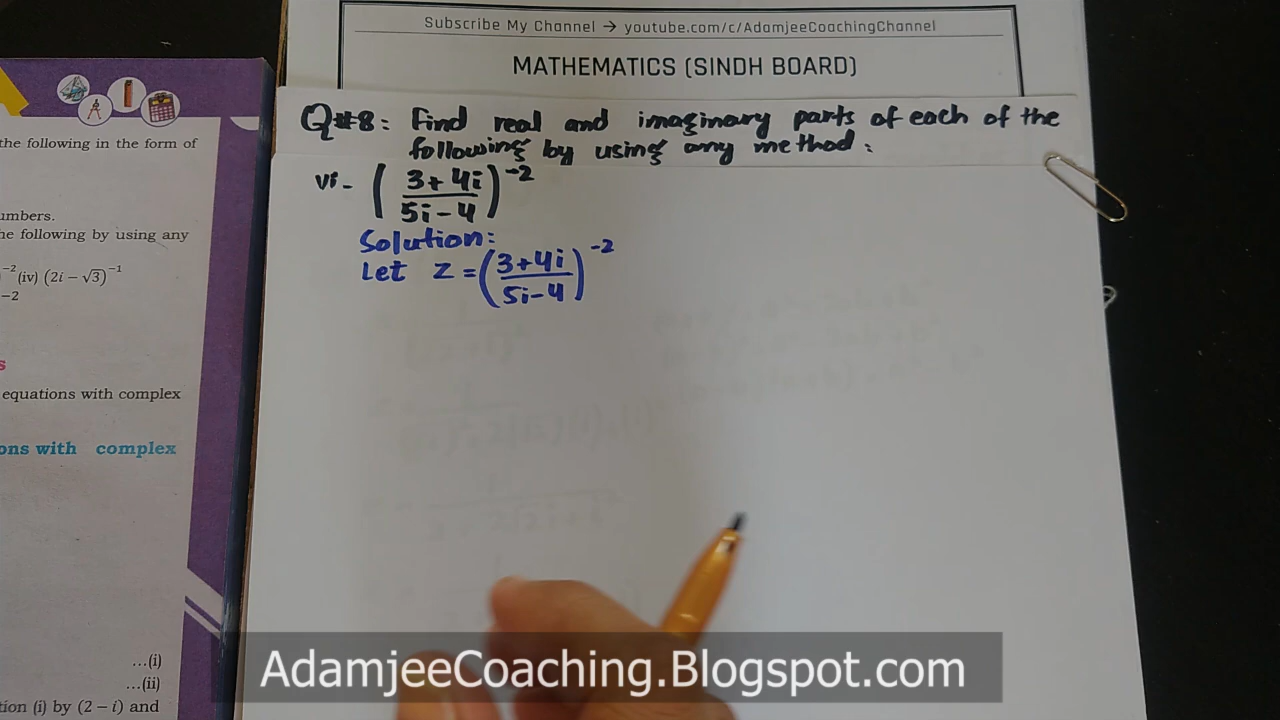 Subscribe My Channel → youtube.com/c/AdamjeeCoachingChannel
MATHEMATICS (SINDH BOARD)
Q#8: Find real and imaginary parts of each of the
following by using any method:
vi- (3+4i / 5i-4)^-2
Solution:
Let Z = (3+4i / 5i-4)^-2
the following in the form of
umbers.
he following by using any
^-2 (iv) (2i − √3)^-1
−2
s
equations with complex
ons with complex
...(i)
...(ii)
tion (i) by (2 − i) and
AdamjeeCoaching.Blogspot.com